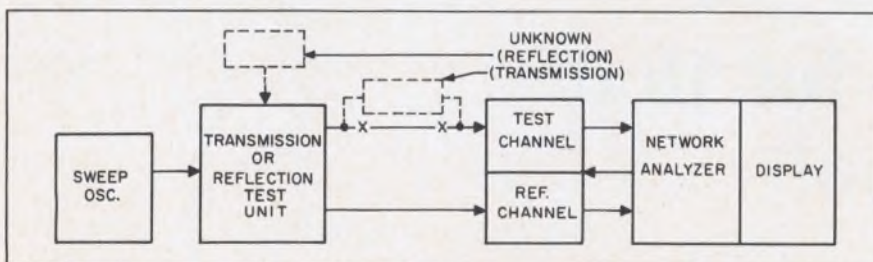 UNKNOWN
(REFLECTION)
(TRANSMISSION)
X
X
SWEEP
OSC.
TRANSMISSION
OR
REFLECTION
TEST
UNIT
TEST
CHANNEL
REF.
CHANNEL
NETWORK
ANALYZER
DISPLAY